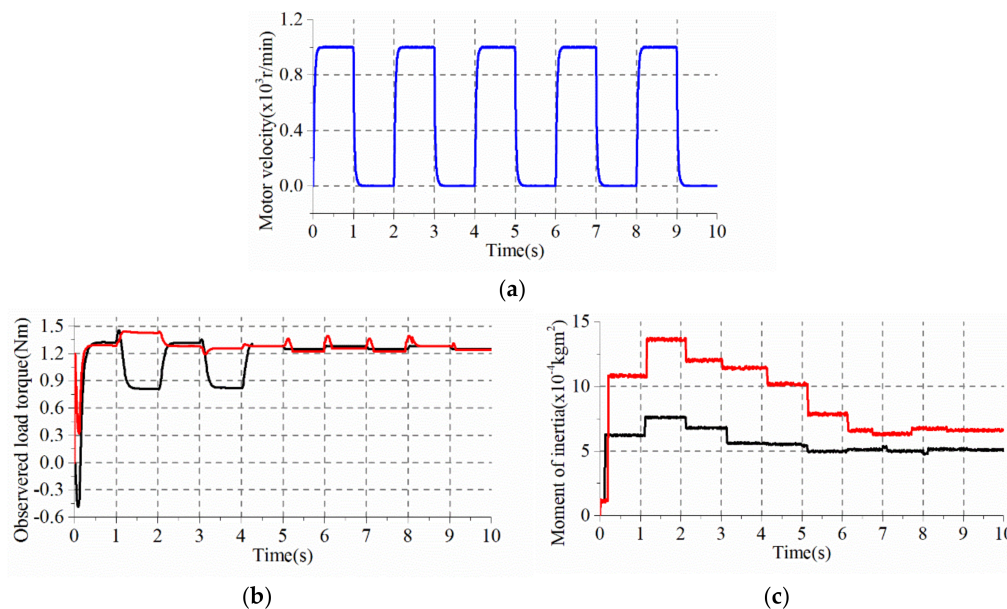 1.2
0.8
0.4
0.0
Motor velocity(x10³r/min)
0 1 2 3 4 5 6 7 8 9 10
Time(s)
(a)
1.5
1.2
0.9
0.6
0.3
0.0
-0.3
-0.6
Observered load torque(Nm)
0 1 2 3 4 5 6 7 8 9 10
Time(s)
(b)
15
10
5
0
Moment of inertia(x10⁻⁴kgm²)
0 1 2 3 4 5 6 7 8 9 10
Time(s)
(c)